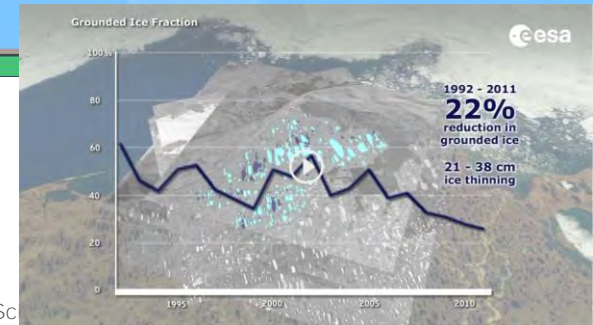 Grounded Ice Fraction
esa
100%
1992 - 2011
80
22%
reduction in
grounded ice
60
21 - 38 cm
ice thinning
40
20
0
1995
2000
2005
2010
Sc